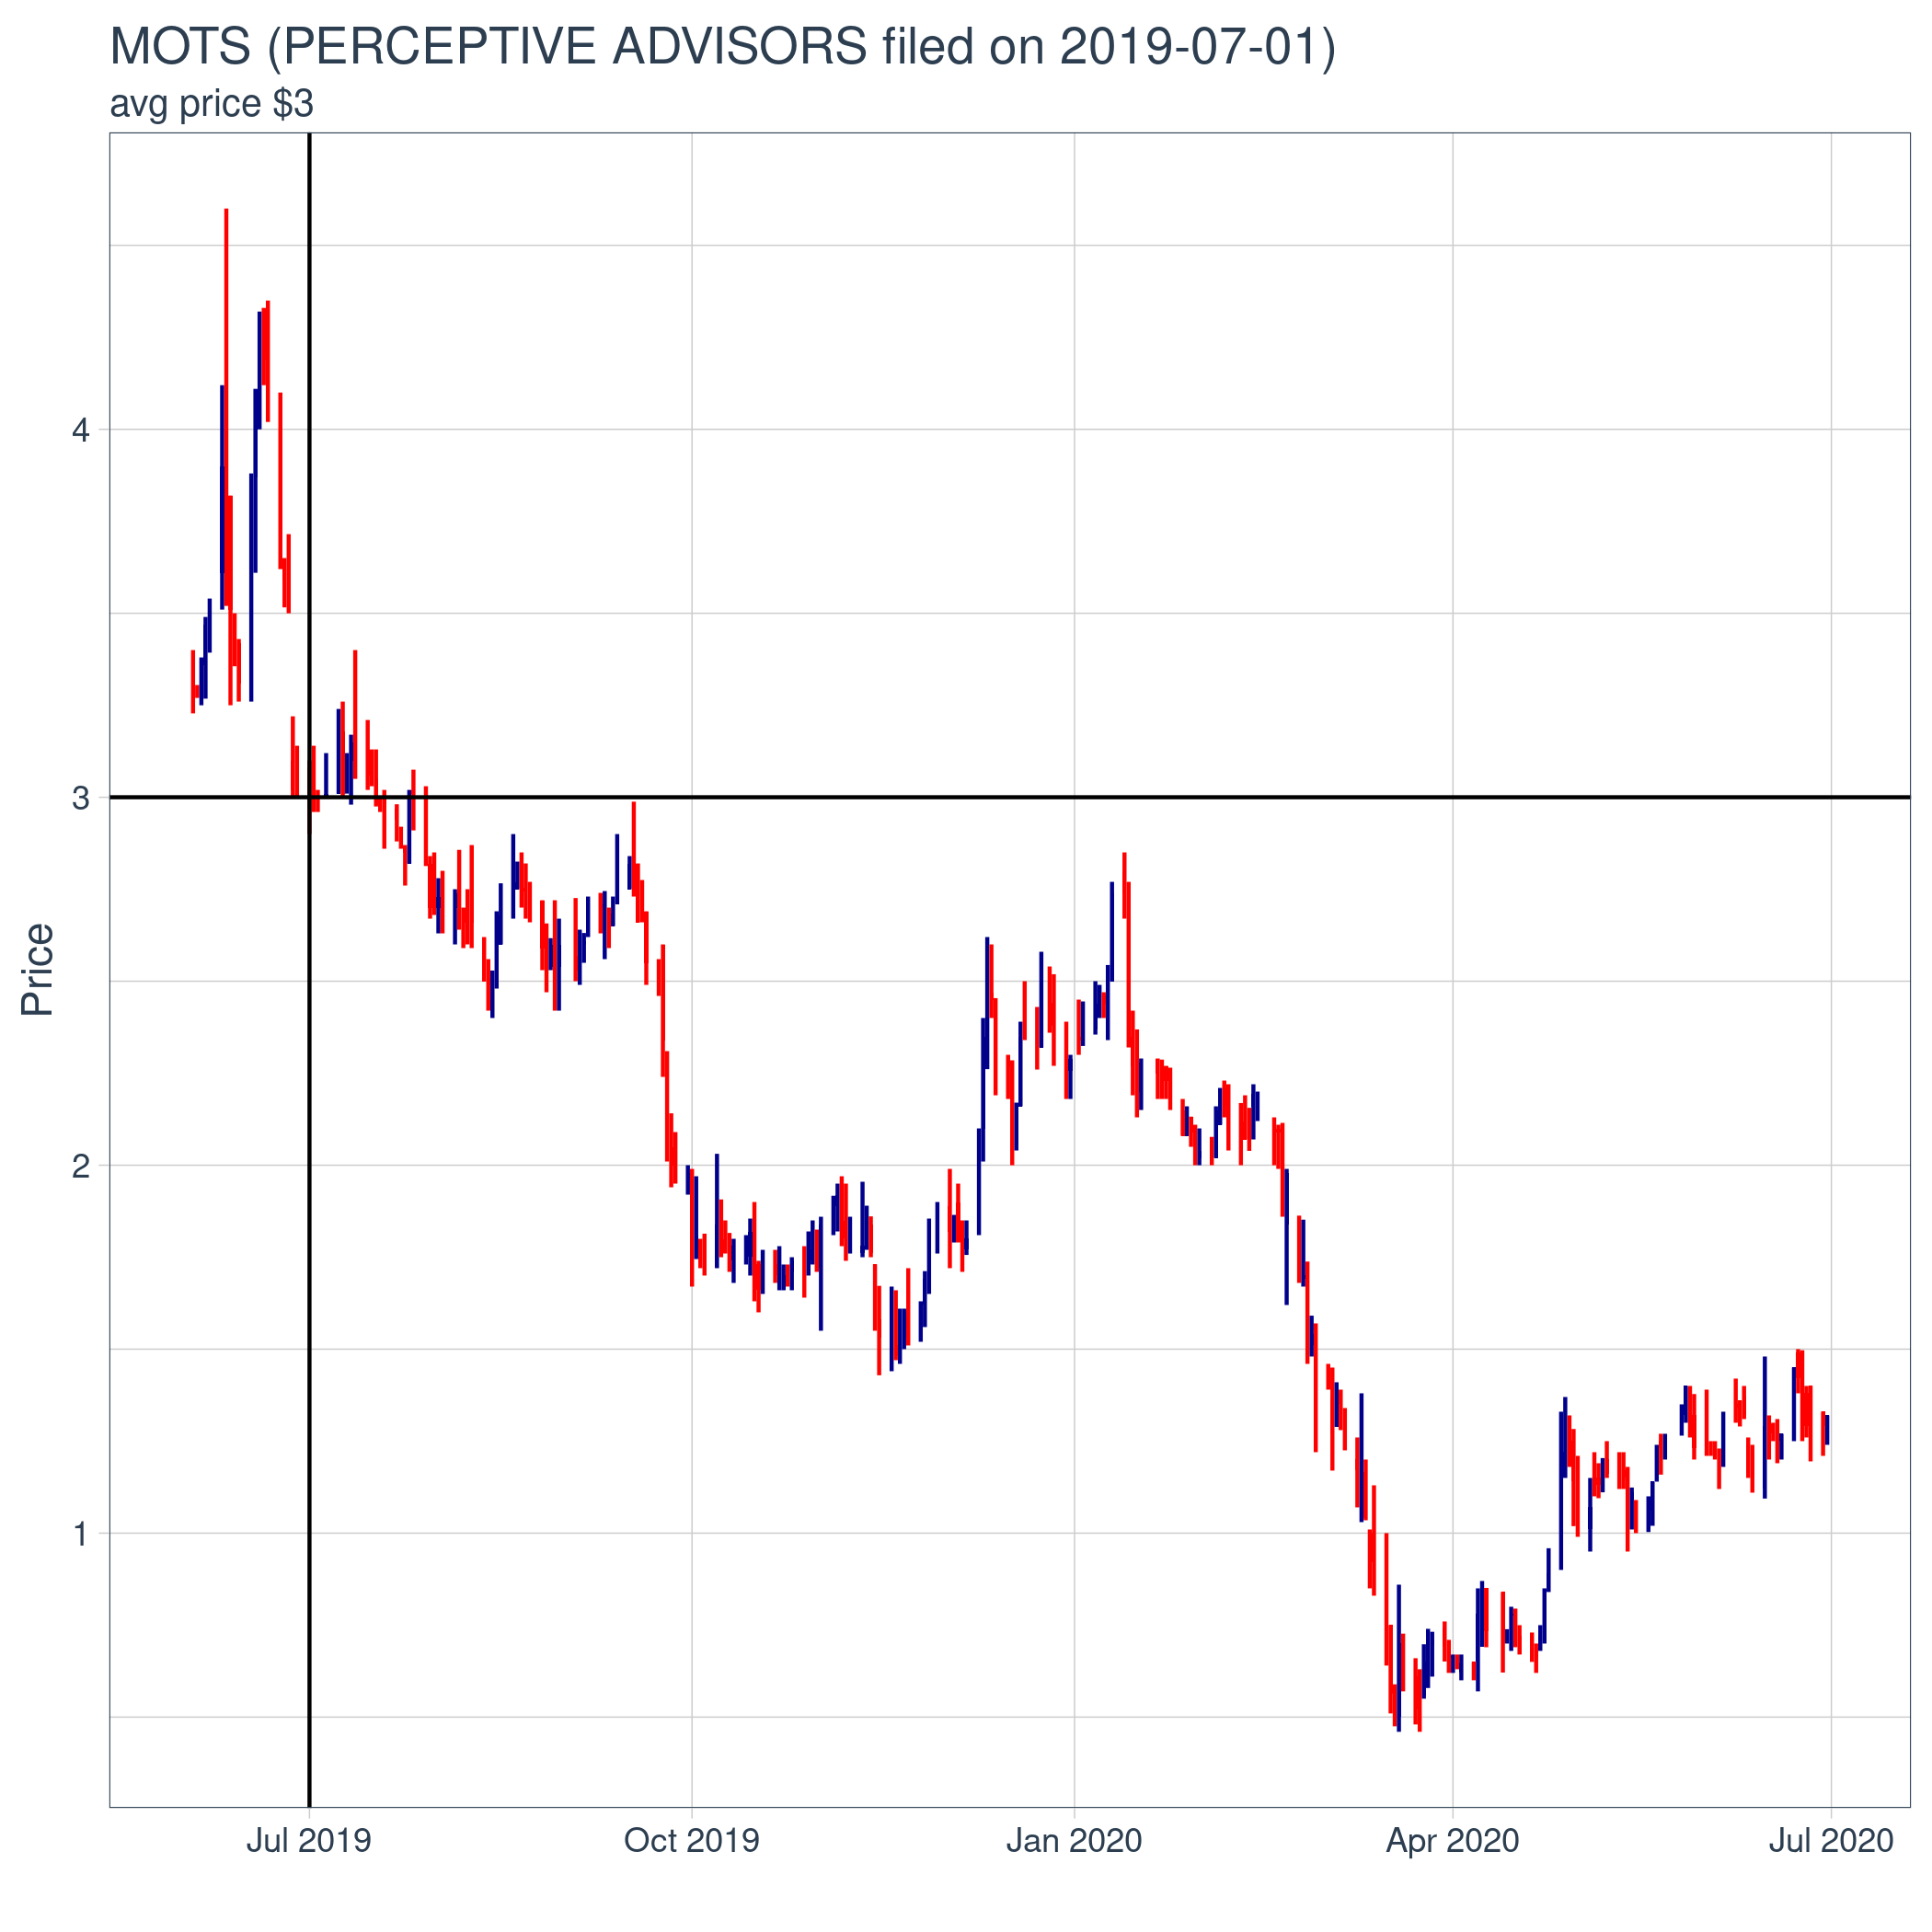 MOTS (PERCEPTIVE ADVISORS filed on 2019-07-01)
avg price $3
Price
4
3
2
1
Jul 2019
Oct 2019
Jan 2020
Apr 2020
Jul 2020